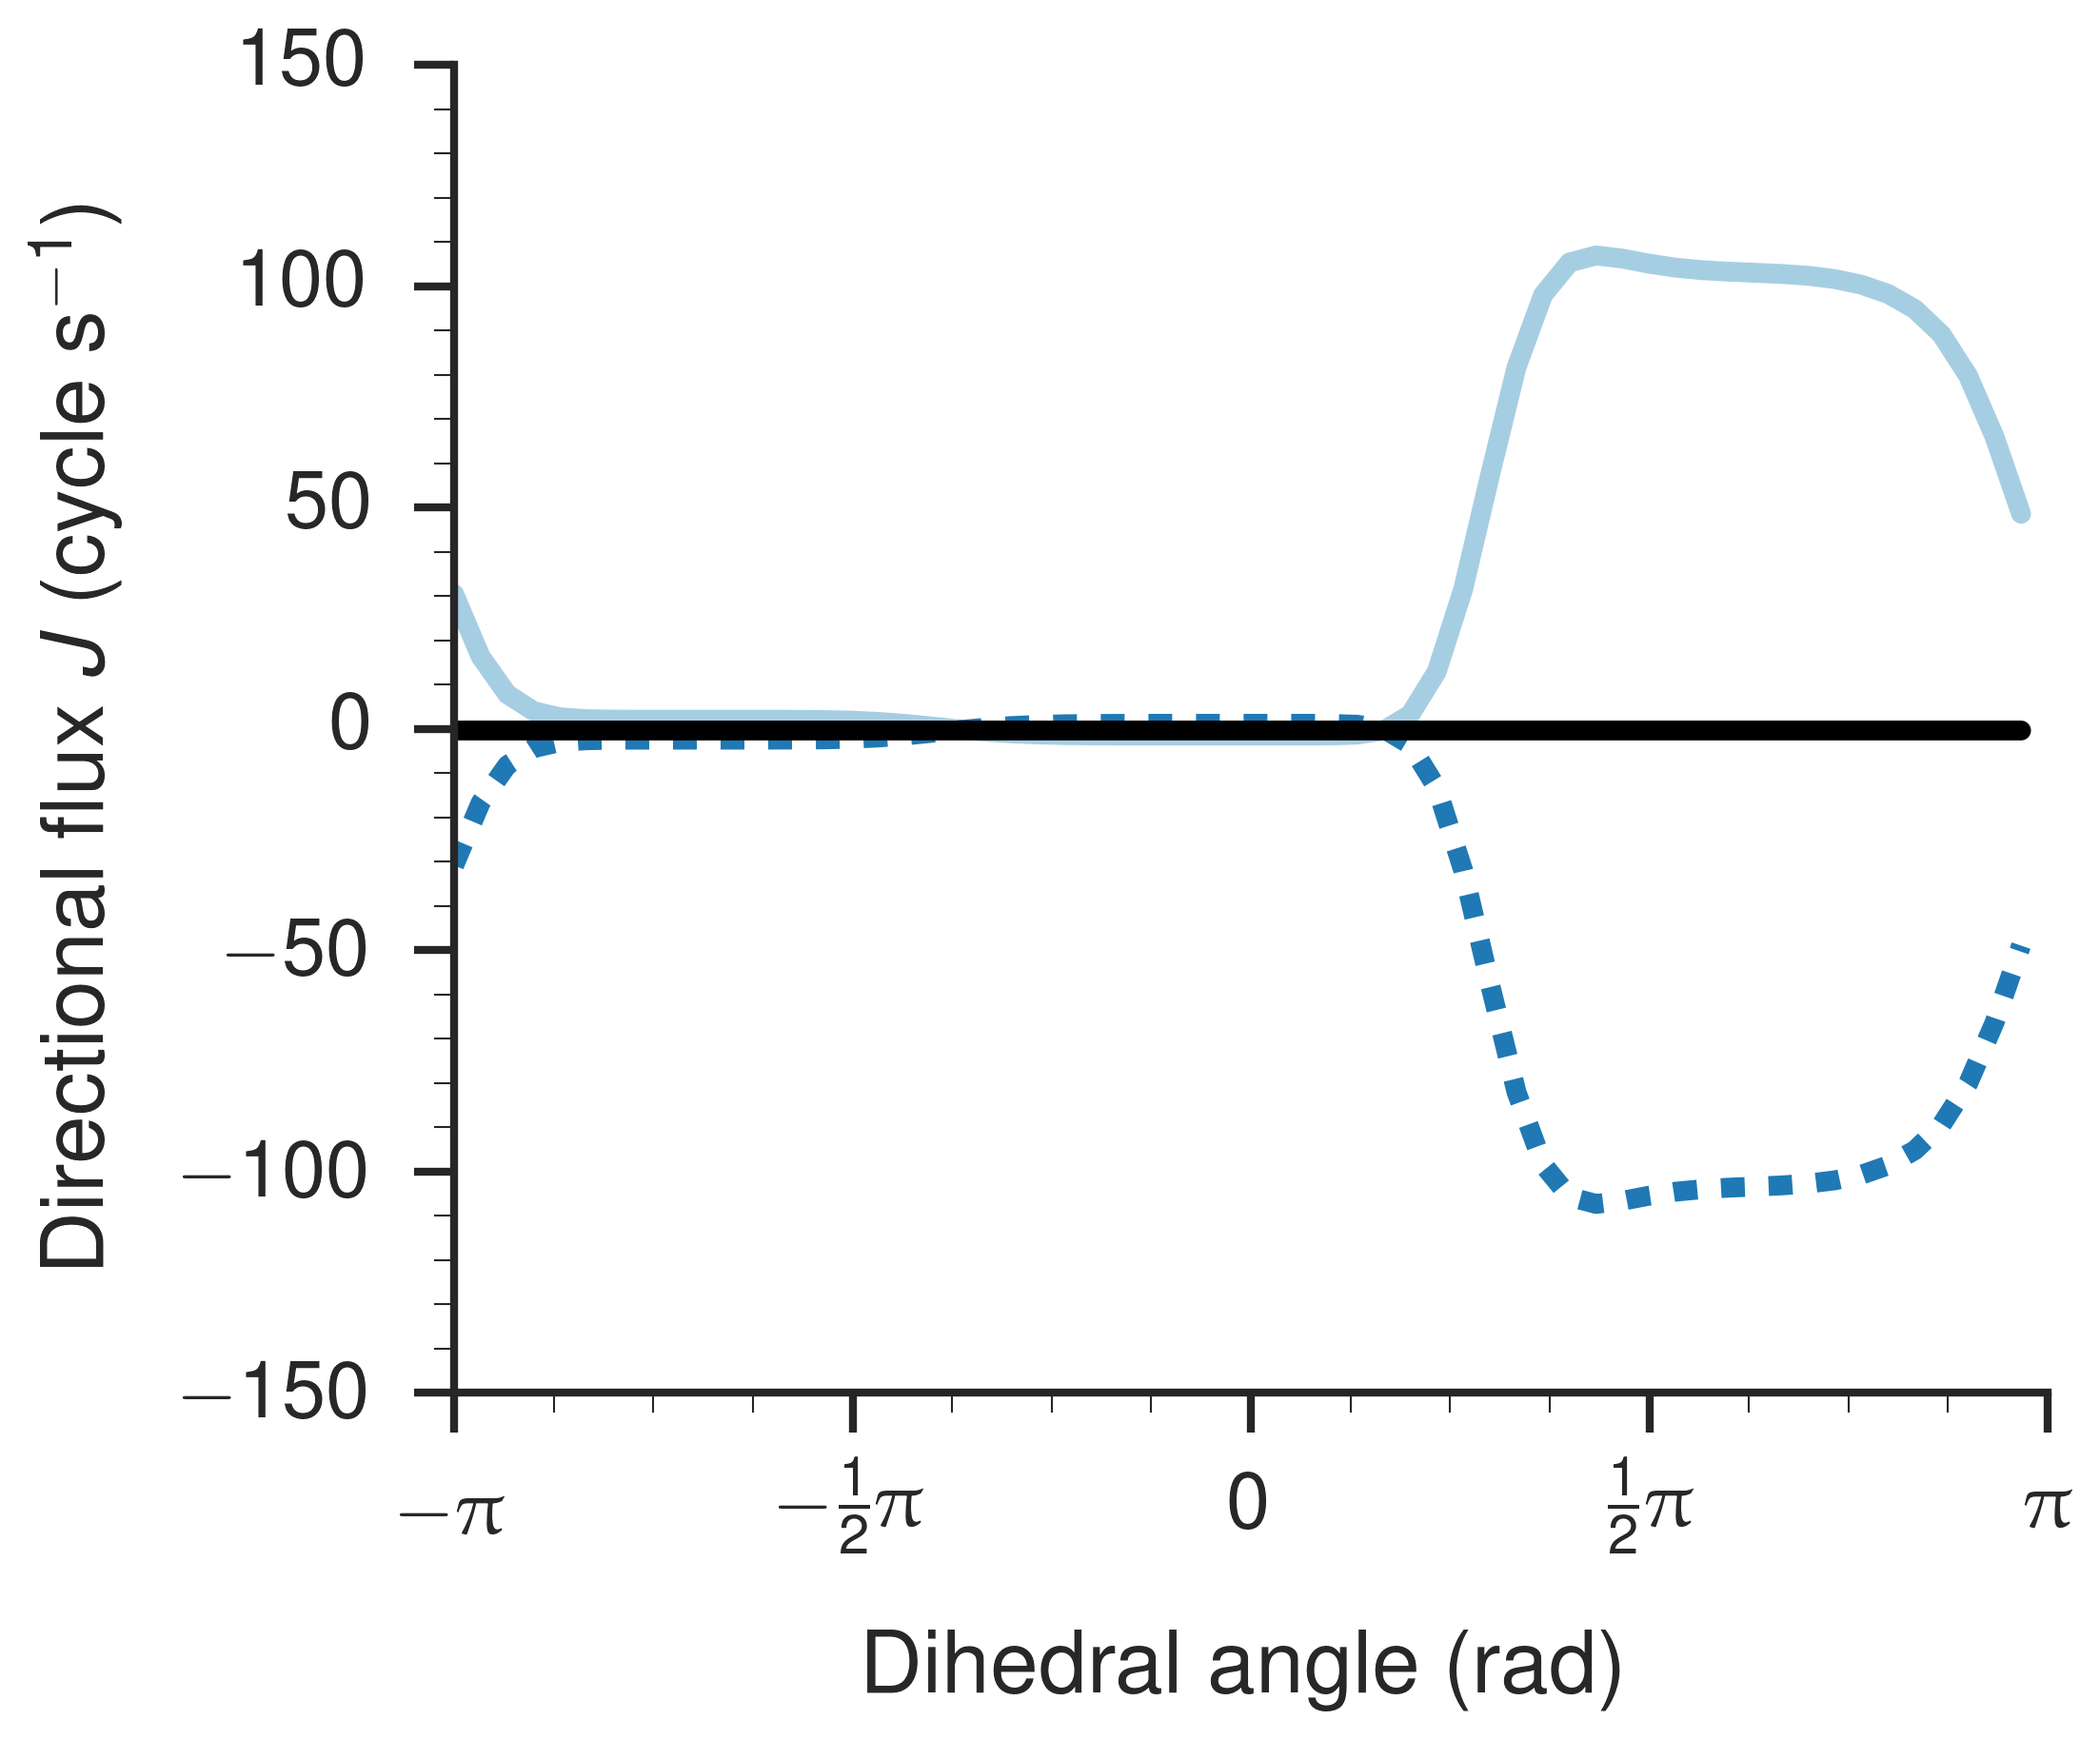 Directional flux J (cycle s⁻¹)
150
100
50
0
−50
−100
−150
−π
−½π
0
½π
π
Dihedral angle (rad)